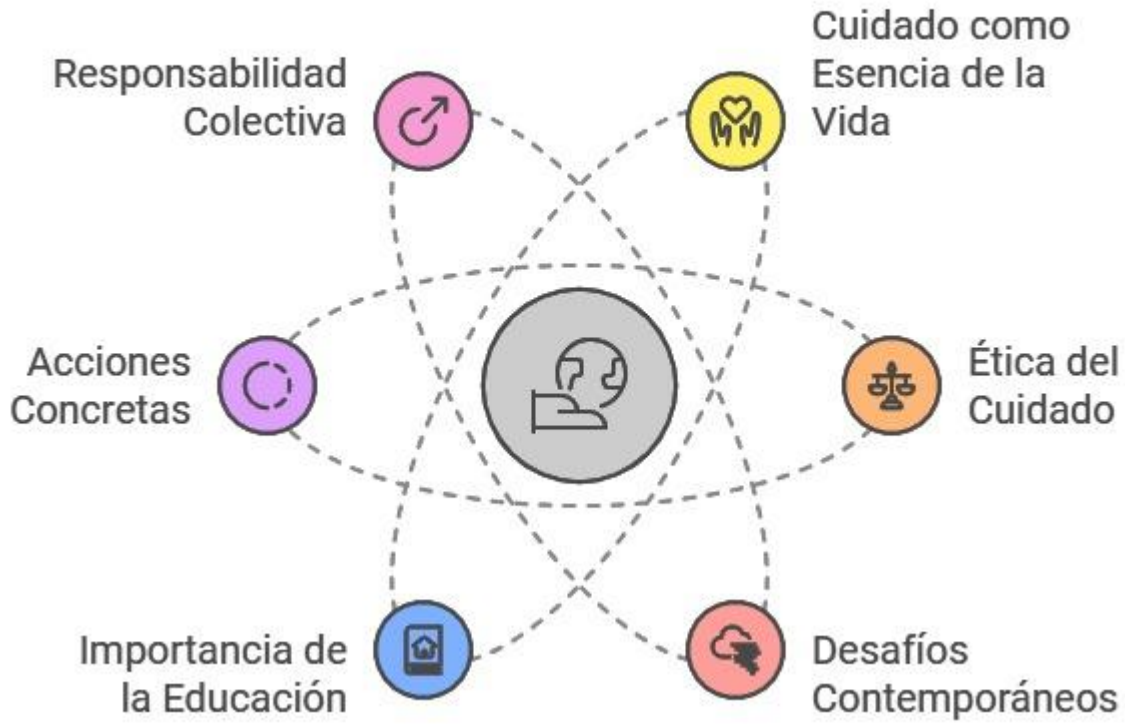 Responsabilidad
Colectiva
Cuidado como
Esencia de la
Vida
Acciones
Concretas
Ética del
Cuidado
Importancia de
la Educación
Desafíos
Contemporáneos